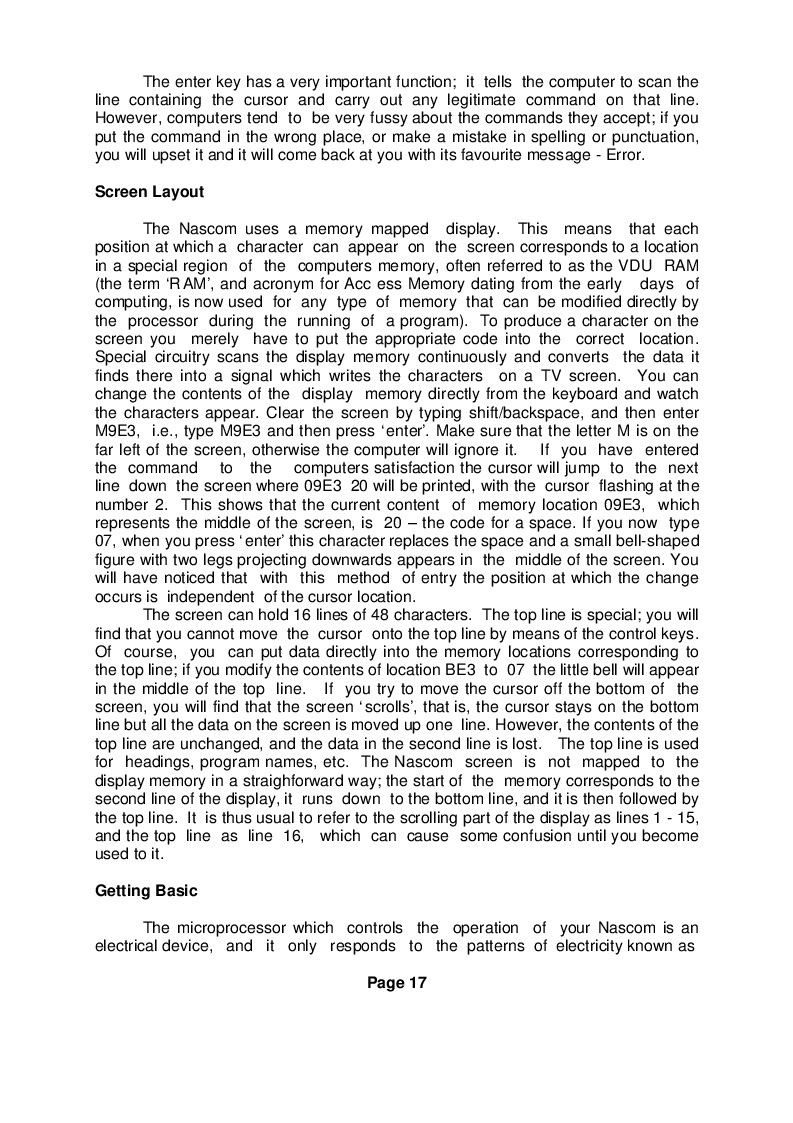 The enter key has a very important function; it tells the computer to scan the
line containing the cursor and carry out any legitimate command on that line.
However, computers tend to be very fussy about the commands they accept; if you
put the command in the wrong place, or make a mistake in spelling or punctuation,
you will upset it and it will come back at you with its favourite message - Error.
Screen Layout
The Nascom uses a memory mapped display. This means that each
position at which a character can appear on the screen corresponds to a location
in a special region of the computers memory, often referred to as the VDU RAM
(the term ‘RAM’, and acronym for Acc ess Memory dating from the early days of
computing, is now used for any type of memory that can be modified directly by
the processor during the running of a program). To produce a character on the
screen you merely have to put the appropriate code into the correct location.
Special circuitry scans the display memory continuously and converts the data it
finds there into a signal which writes the characters on a TV screen. You can
change the contents of the display memory directly from the keyboard and watch
the characters appear. Clear the screen by typing shift/backspace, and then enter
M9E3, i.e., type M9E3 and then press ‘enter’. Make sure that the letter M is on the
far left of the screen, otherwise the computer will ignore it. If you have entered
the command to the computers satisfaction the cursor will jump to the next
line down the screen where 09E3 20 will be printed, with the cursor flashing at the
number 2. This shows that the current content of memory location 09E3, which
represents the middle of the screen, is 20 – the code for a space. If you now type
07, when you press ‘enter’ this character replaces the space and a small bell-shaped
figure with two legs projecting downwards appears in the middle of the screen. You
will have noticed that with this method of entry the position at which the change
occurs is independent of the cursor location.
The screen can hold 16 lines of 48 characters. The top line is special; you will
find that you cannot move the cursor onto the top line by means of the control keys.
Of course, you can put data directly into the memory locations corresponding to
the top line; if you modify the contents of location BE3 to 07 the little bell will appear
in the middle of the top line. If you try to move the cursor off the bottom of the
screen, you will find that the screen ‘scrolls’, that is, the cursor stays on the bottom
line but all the data on the screen is moved up one line. However, the contents of the
top line are unchanged, and the data in the second line is lost. The top line is used
for headings, program names, etc. The Nascom screen is not mapped to the
display memory in a straighforward way; the start of the memory corresponds to the
second line of the display, it runs down to the bottom line, and it is then followed by
the top line. It is thus usual to refer to the scrolling part of the display as lines 1 - 15,
and the top line as line 16, which can cause some confusion until you become
used to it.
Getting Basic
The microprocessor which controls the operation of your Nascom is an
electrical device, and it only responds to the patterns of electricity known as
Page 17